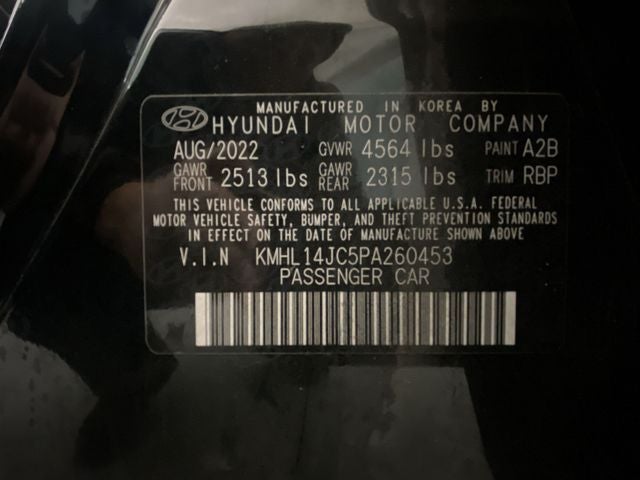 MANUFACTURED IN KOREA BY
HYUNDAI MOTOR COMPANY
AUG/2022 GVWR 4564 lbs PAINT A2B
GAWR FRONT 2513 lbs GAWR REAR 2315 lbs TRIM RBP
THIS VEHICLE CONFORMS TO ALL APPLICABLE U.S.A. FEDERAL
MOTOR VEHICLE SAFETY, BUMPER, AND THEFT PREVENTION STANDARDS
IN EFFECT ON THE DATE OF MANUFACTURE SHOWN ABOVE
V.I.N KMHL14JC5PA260453
PASSENGER CAR